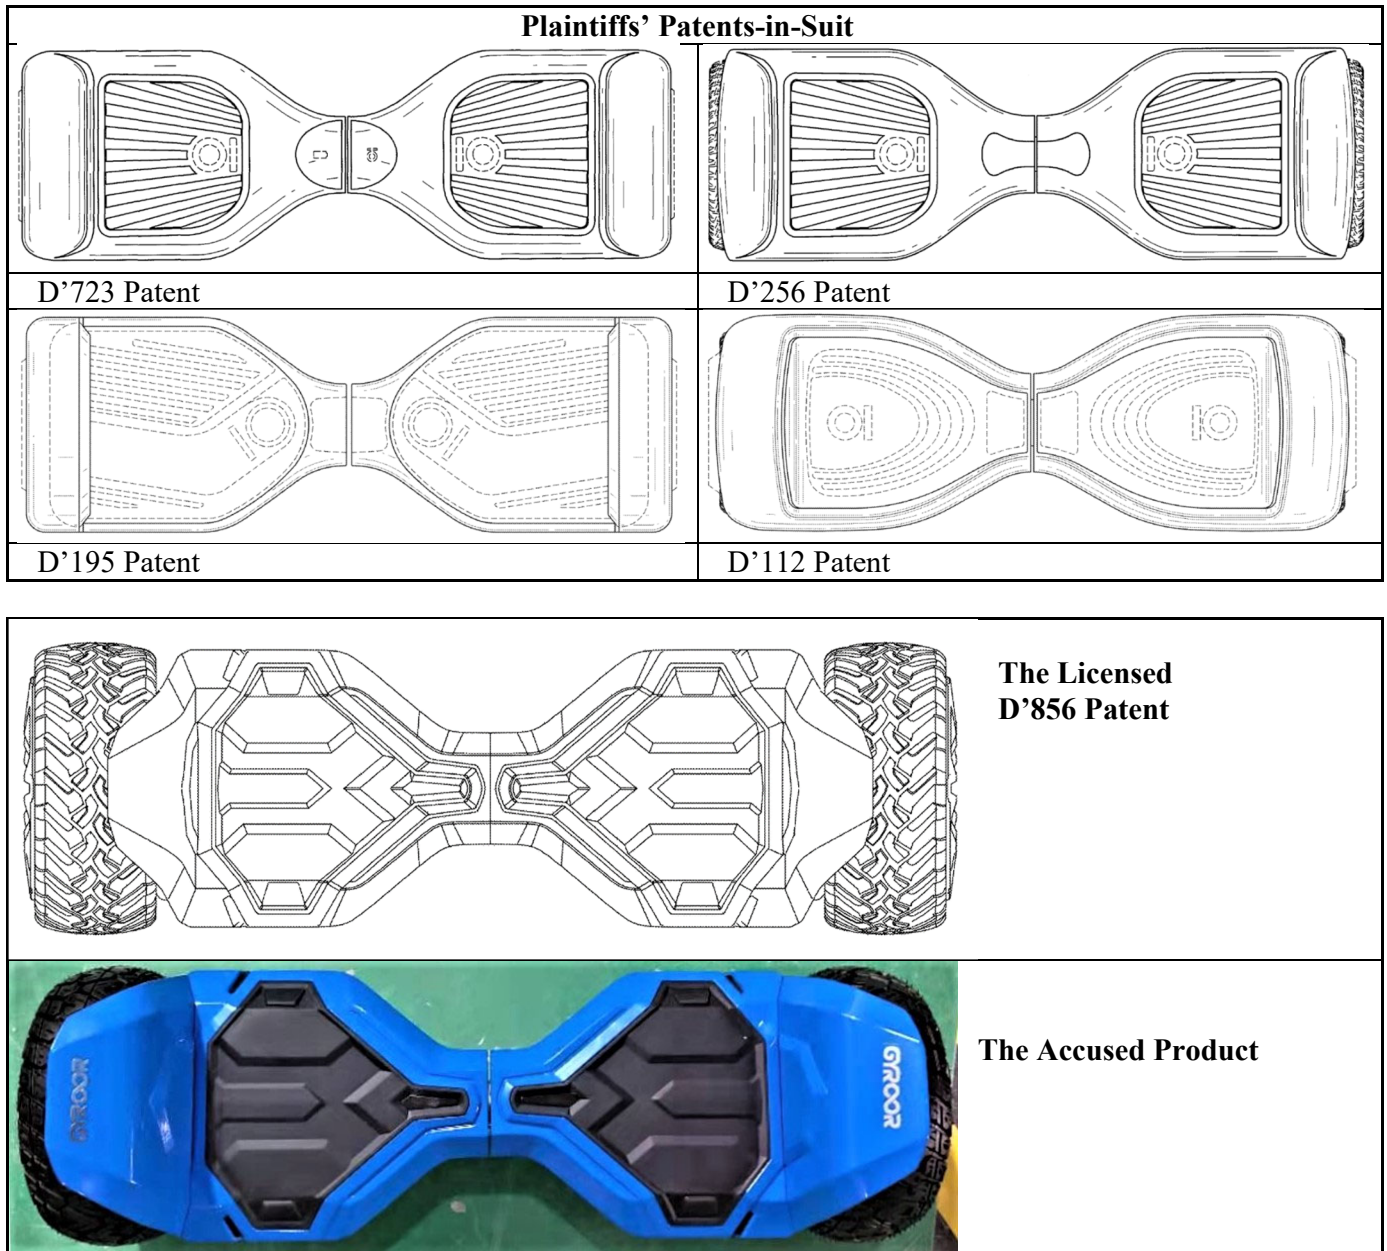 Plaintiffs’ Patents-in-Suit
D’723 Patent
D’256 Patent
D’195 Patent
D’112 Patent
The Licensed
D’856 Patent
The Accused Product
GYROOR
GYROOR